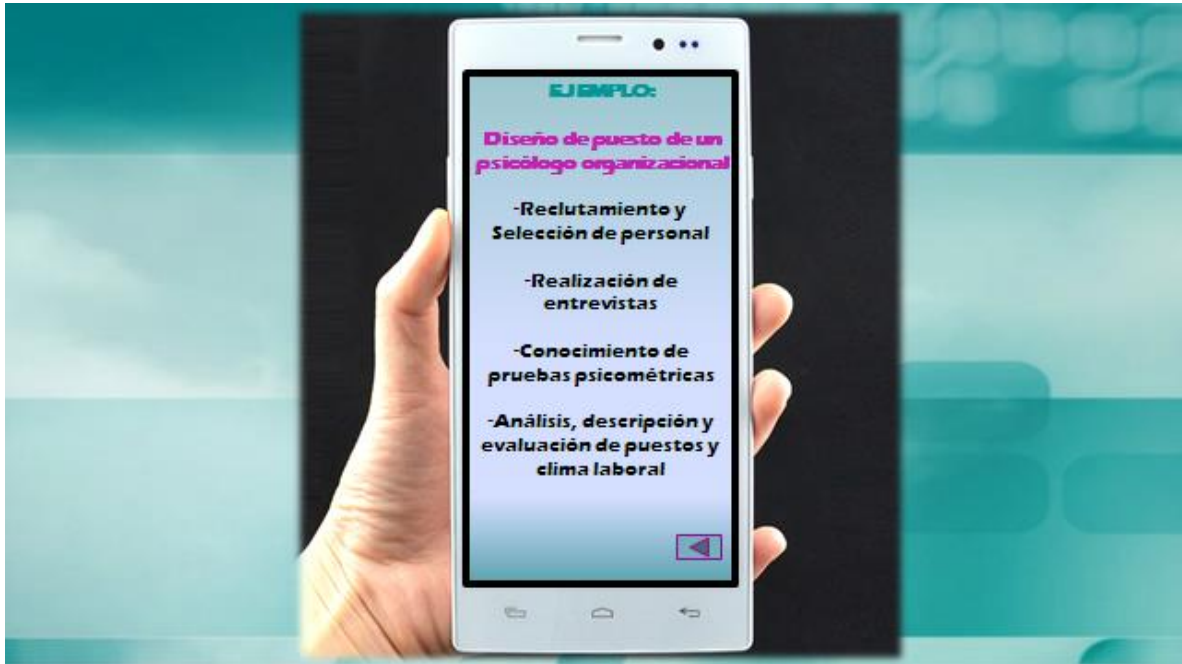 EJEMPLO:
Diseño de puesto de un
psicólogo organizacional
-Reclutamiento y
Selección de personal
-Realización de
entrevistas
-Conocimiento de
pruebas psicométricas
-Análisis, descripción y
evaluación de puestos y
clima laboral